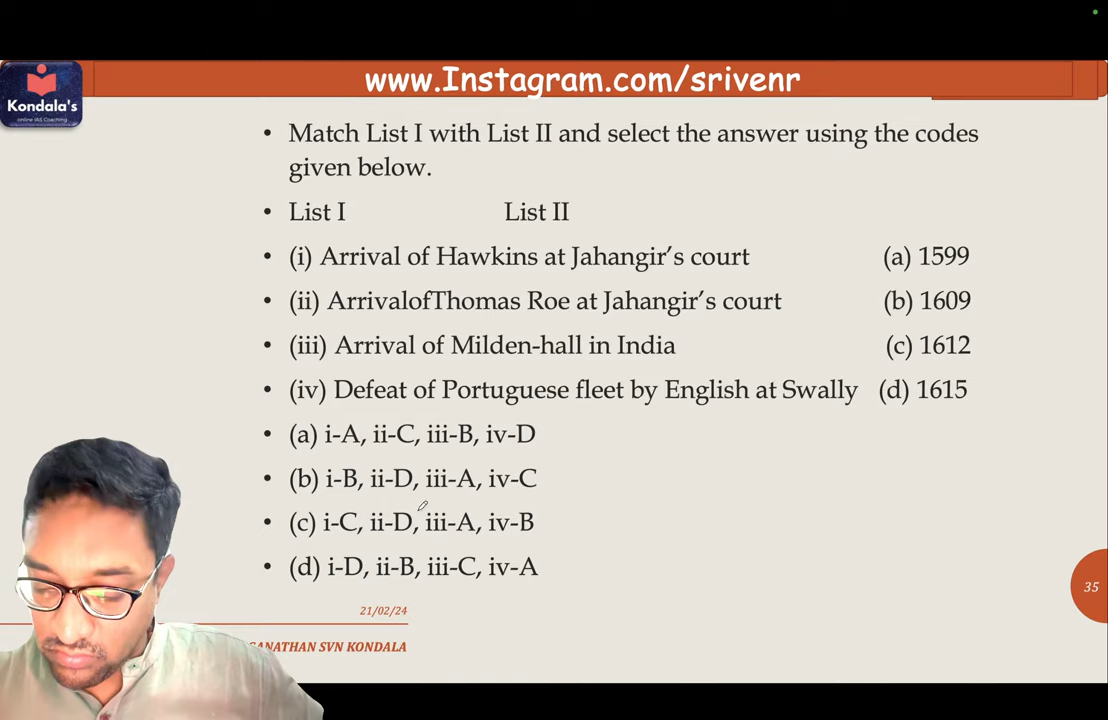 www.Instagram.com/srivenr
Kondala's
online IAS Coaching
• Match List I with List II and select the answer using the codes
given below.
• List I List II
• (i) Arrival of Hawkins at Jahangir's court (a) 1599
• (ii) ArrivalofThomas Roe at Jahangir's court (b) 1609
• (iii) Arrival of Milden-hall in India (c) 1612
• (iv) Defeat of Portuguese fleet by English at Swally (d) 1615
• (a) i-A, ii-C, iii-B, iv-D
• (b) i-B, ii-D, iii-A, iv-C
• (c) i-C, ii-D, iii-A, iv-B
• (d) i-D, ii-B, iii-C, iv-A
35
21/02/24
SANATHAN SVN KONDALA